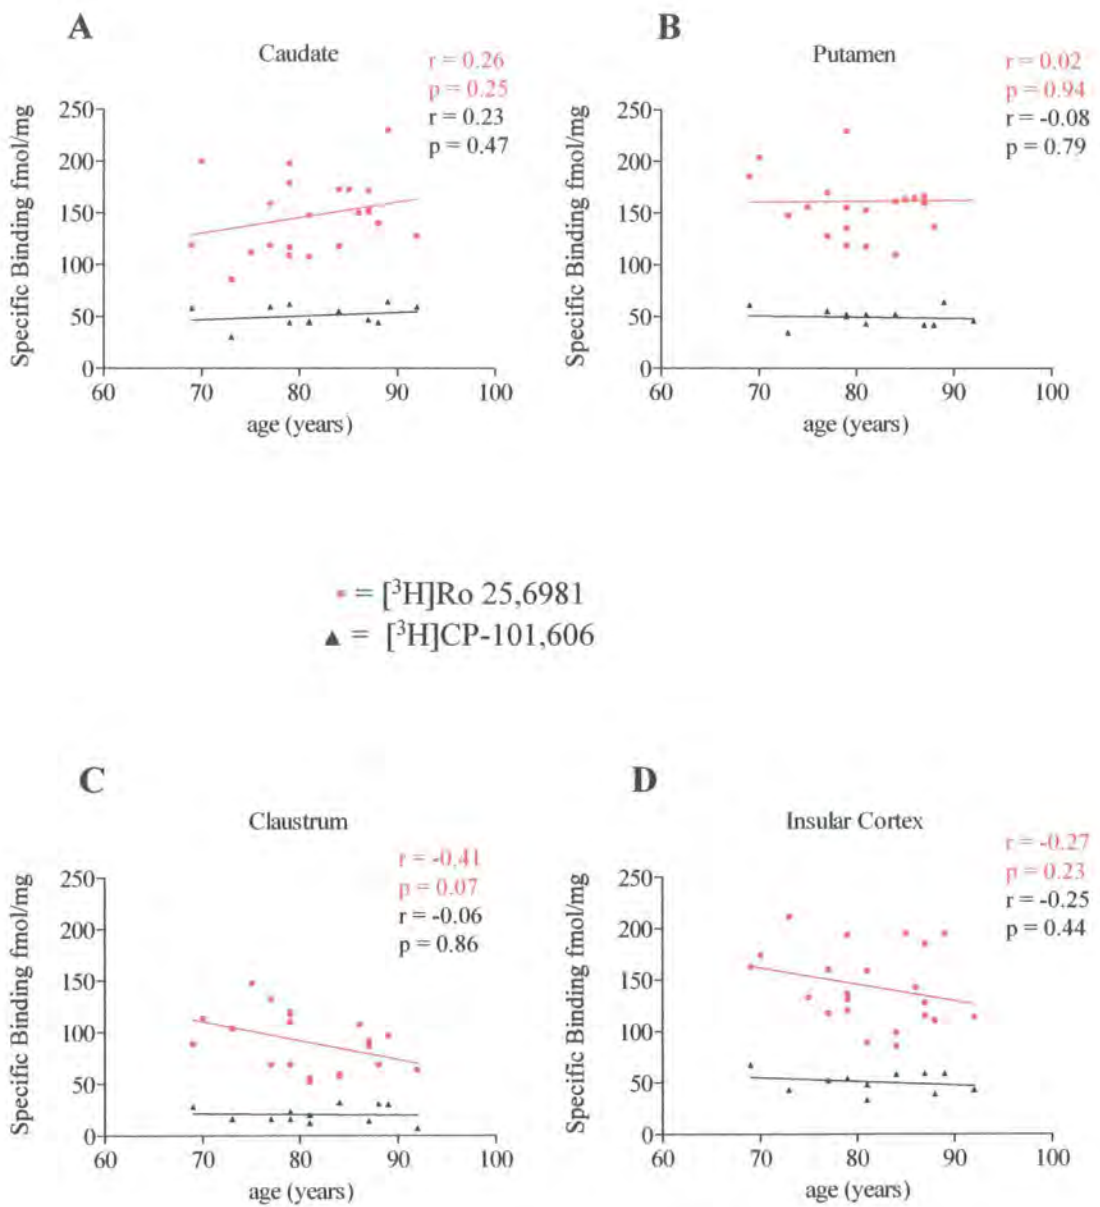 A
Caudate
r = 0.26
p = 0.25
r = 0.23
p = 0.47
Specific Binding fmol/mg
250
200
150
100
50
0
60 70 80 90 100
age (years)
B
Putamen
r = 0.02
p = 0.94
r = -0.08
p = 0.79
Specific Binding fmol/mg
250
200
150
100
50
0
60 70 80 90 100
age (years)
= [³H]Ro 25,6981
= [³H]CP-101,606
C
Claustrum
r = -0.41
p = 0.07
r = -0.06
p = 0.86
Specific Binding fmol/mg
250
200
150
100
50
0
60 70 80 90 100
age (years)
D
Insular Cortex
r = -0.27
p = 0.23
r = -0.25
p = 0.44
Specific Binding fmol/mg
250
200
150
100
50
0
60 70 80 90 100
age (years)